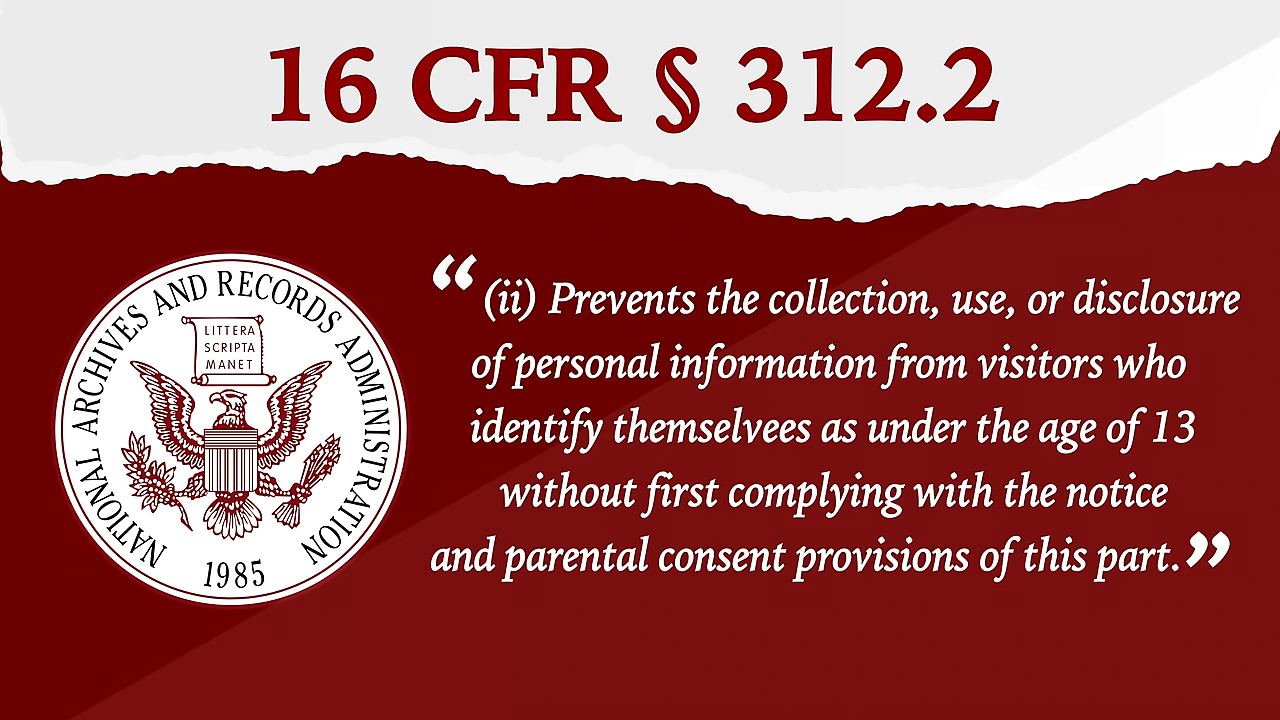 16 CFR § 312.2
NATIONAL ARCHIVES AND RECORDS ADMINISTRATION
LITTERA
SCRIPTA
MANET
1985
“(ii) Prevents the collection, use, or disclosure
of personal information from visitors who
identify themselvees as under the age of 13
without first complying with the notice
and parental consent provisions of this part.”